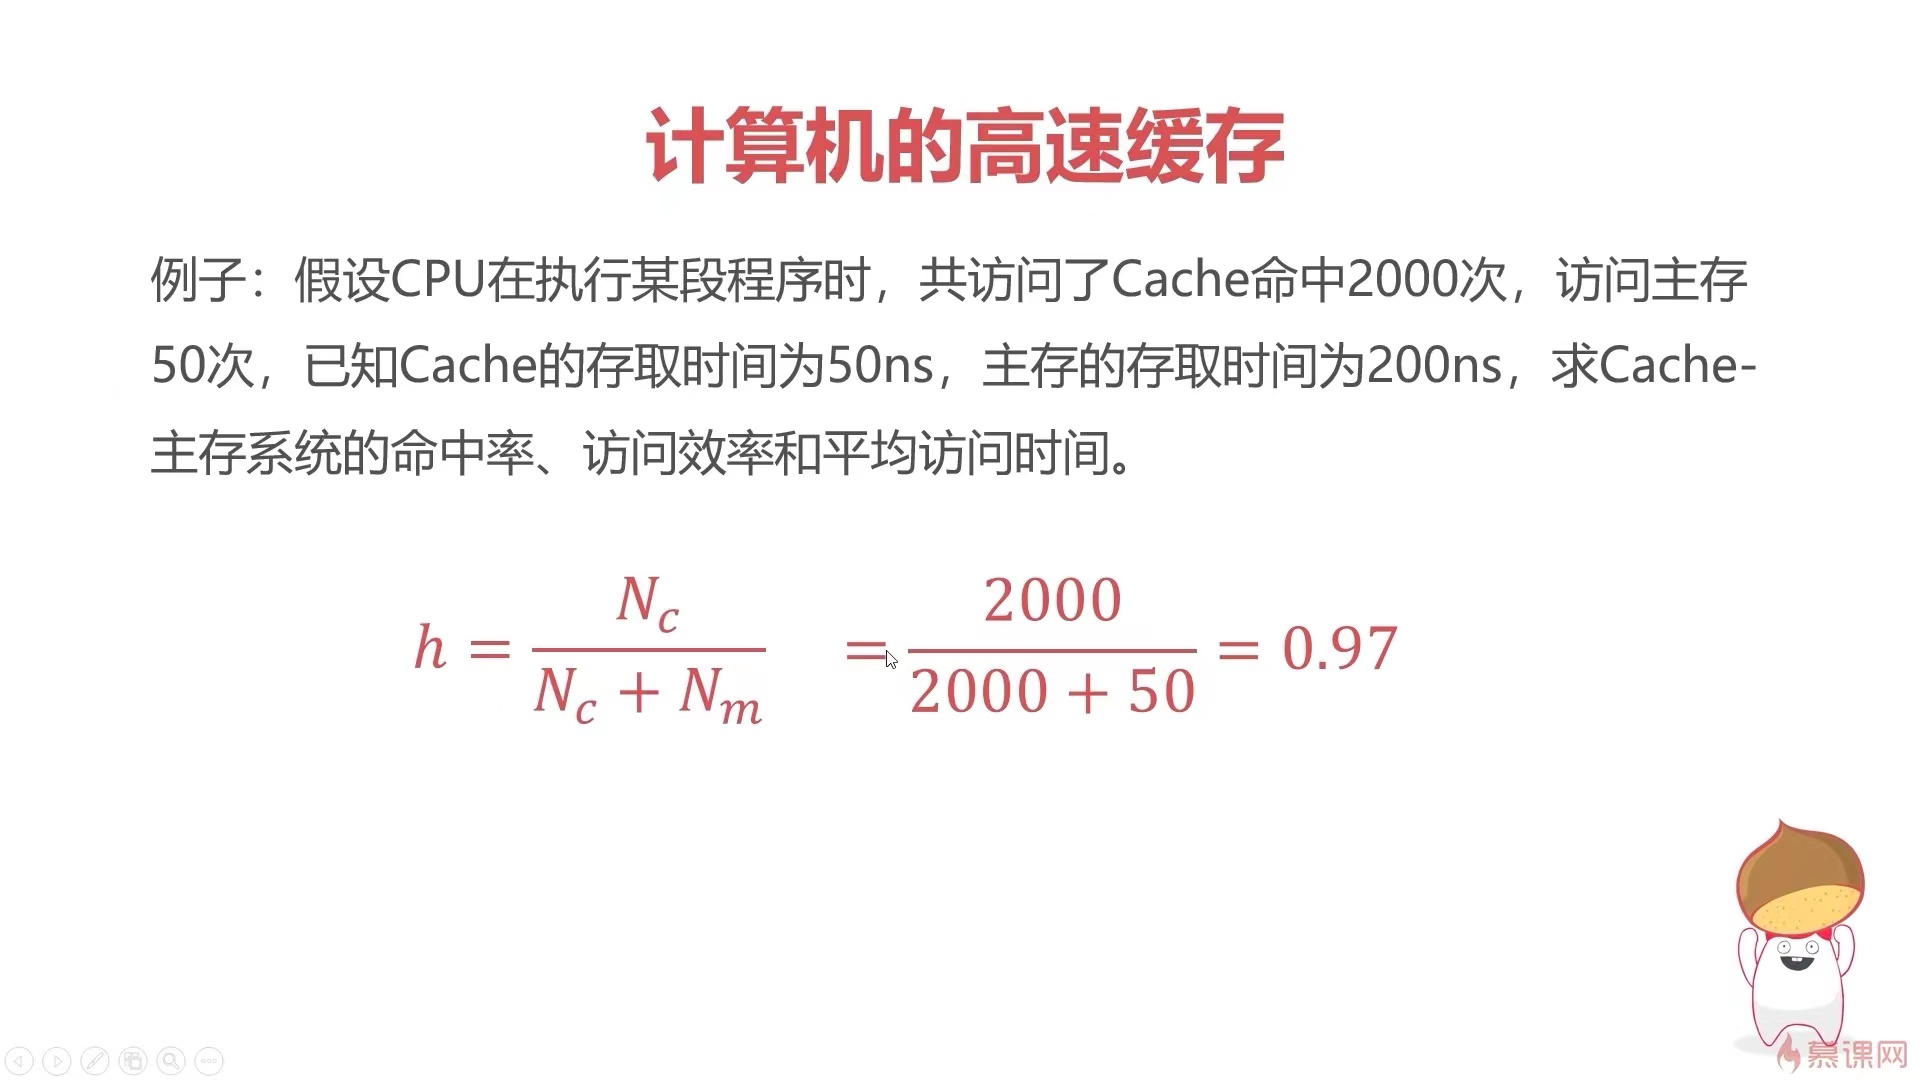 计算机的高速缓存
例子：假设CPU在执行某段程序时，共访问了Cache命中2000次，访问主存
50次，已知Cache的存取时间为50ns，主存的存取时间为200ns，求Cache-
主存系统的命中率、访问效率和平均访问时间。
h = N_c / (N_c + N_m) = 2000 / (2000 + 50) = 0.97
慕课网